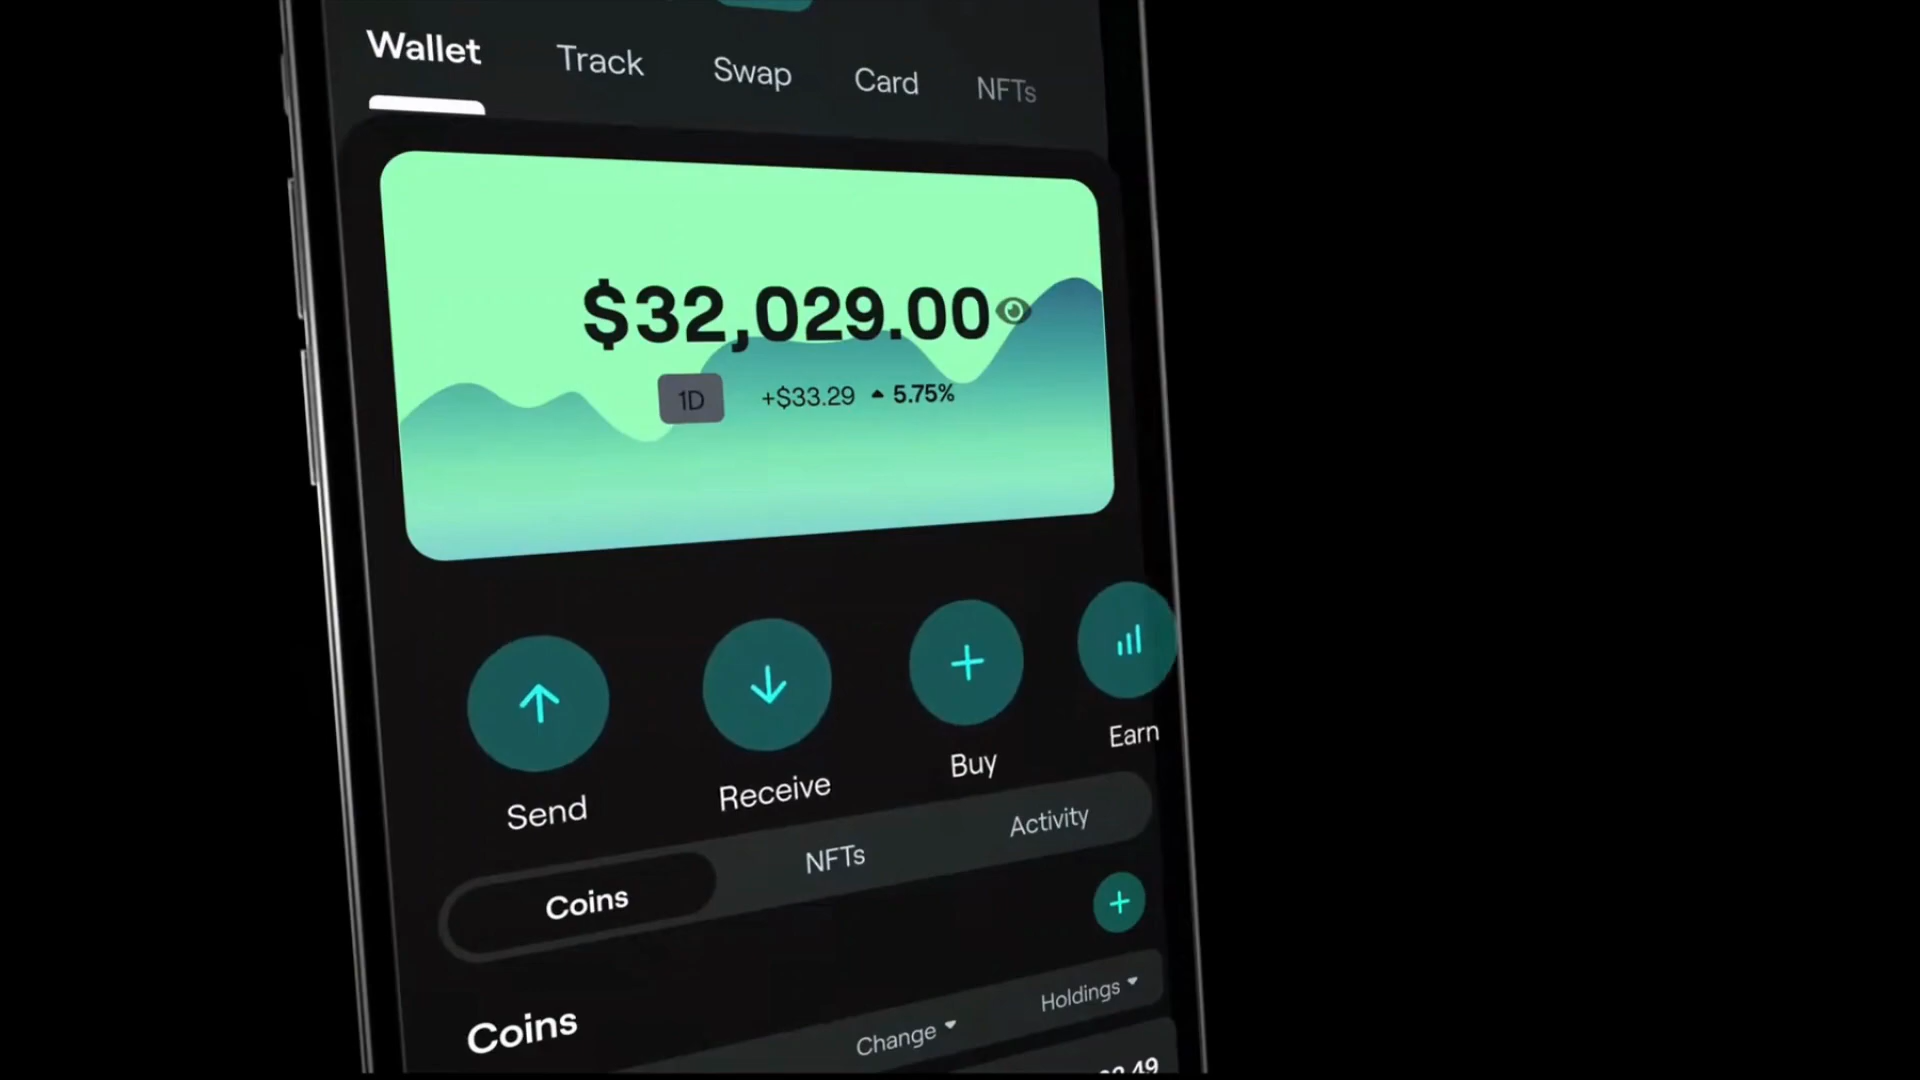 Wallet Track Swap Card NFTs
$32,029.00
1D +$33.29 5.75%
Send Receive Buy Earn
Coins NFTs Activity
Coins
Change Holdings